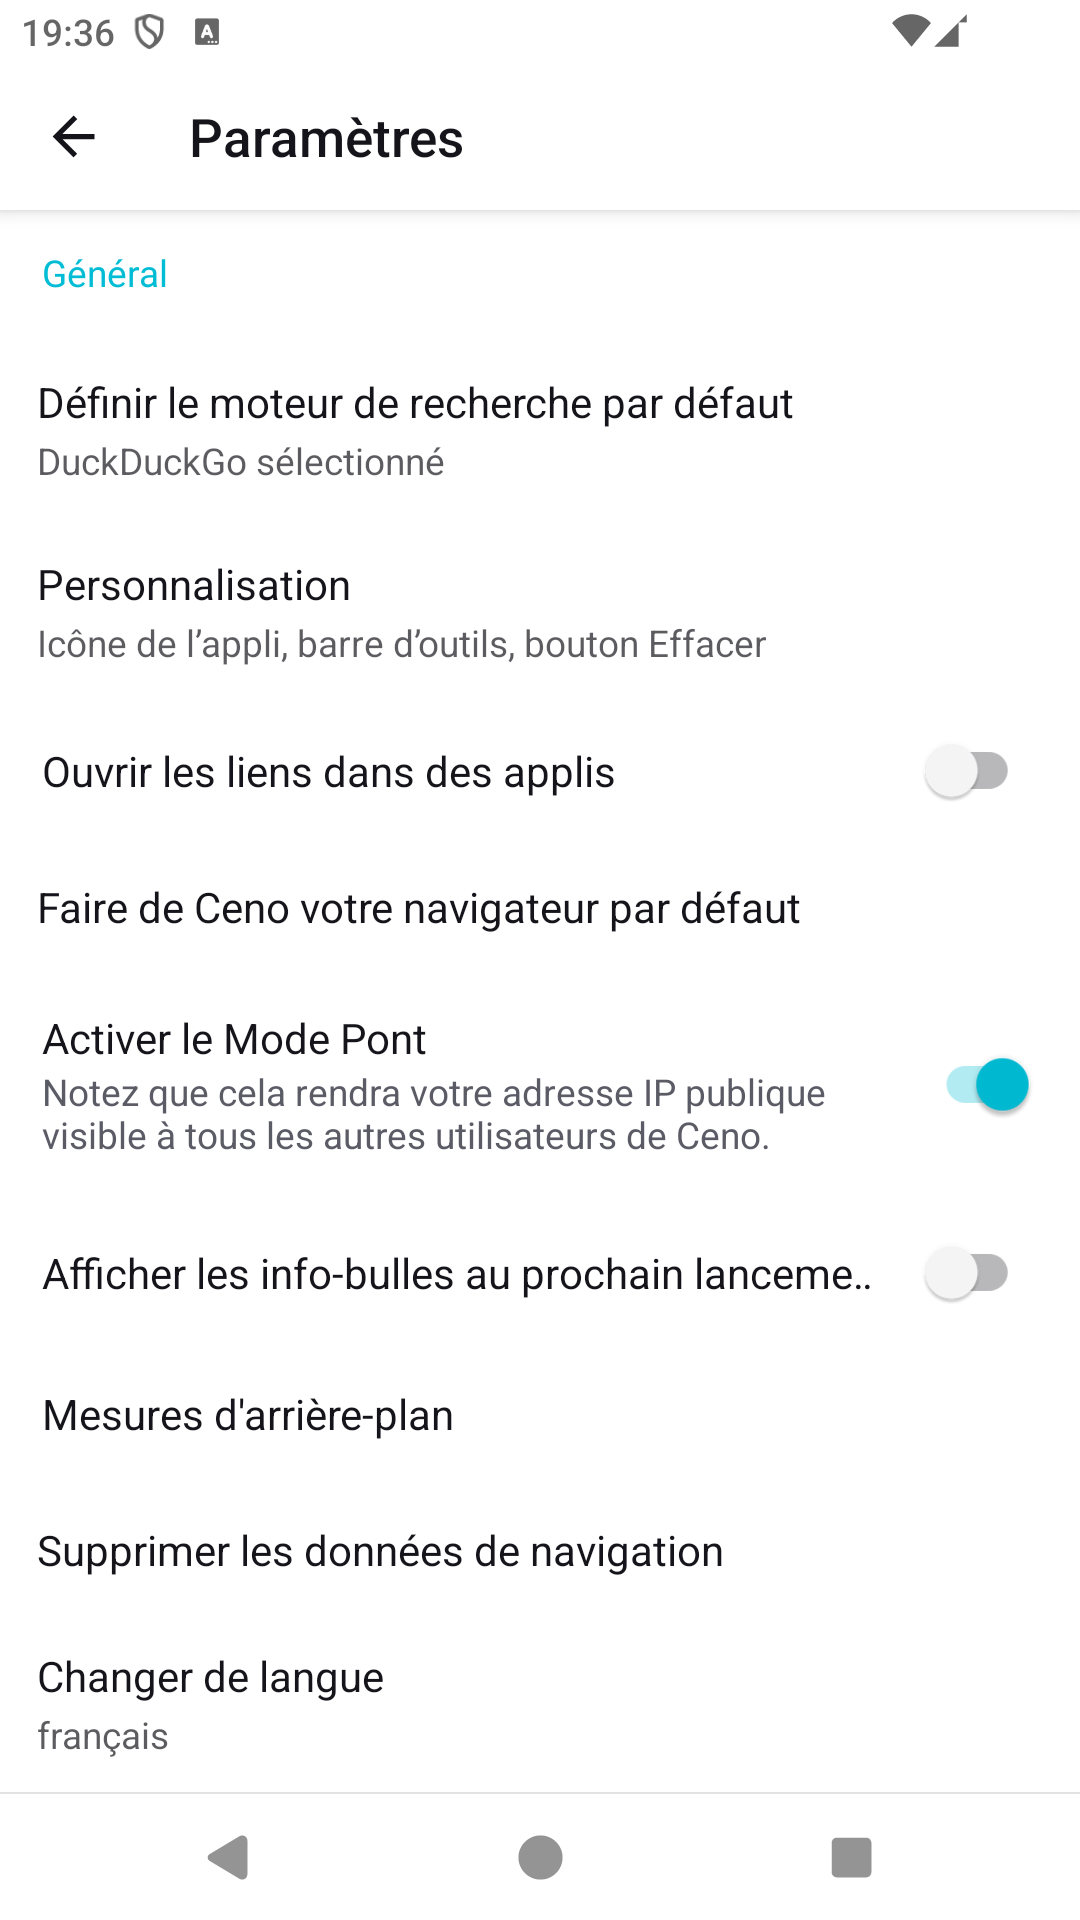 19:36
Paramètres
Général
Définir le moteur de recherche par défaut
DuckDuckGo sélectionné
Personnalisation
Icône de l’appli, barre d’outils, bouton Effacer
Ouvrir les liens dans des applis
Faire de Ceno votre navigateur par défaut
Activer le Mode Pont
Notez que cela rendra votre adresse IP publique
visible à tous les autres utilisateurs de Ceno.
Afficher les info-bulles au prochain lanceme..
Mesures d'arrière-plan
Supprimer les données de navigation
Changer de langue
français